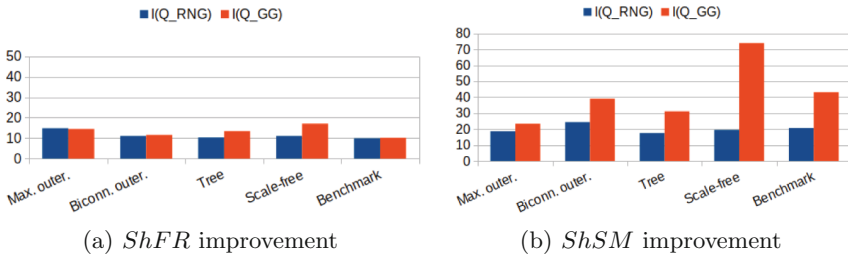 I(Q_RNG) I(Q_GG)
50
40
30
20
10
0
Max. outer.
Biconn. outer.
Tree
Scale-free
Benchmark
(a) ShFR improvement
I(Q_RNG) I(Q_GG)
80
70
60
50
40
30
20
10
0
Max. outer.
Biconn. outer.
Tree
Scale-free
Benchmark
(b) ShSM improvement